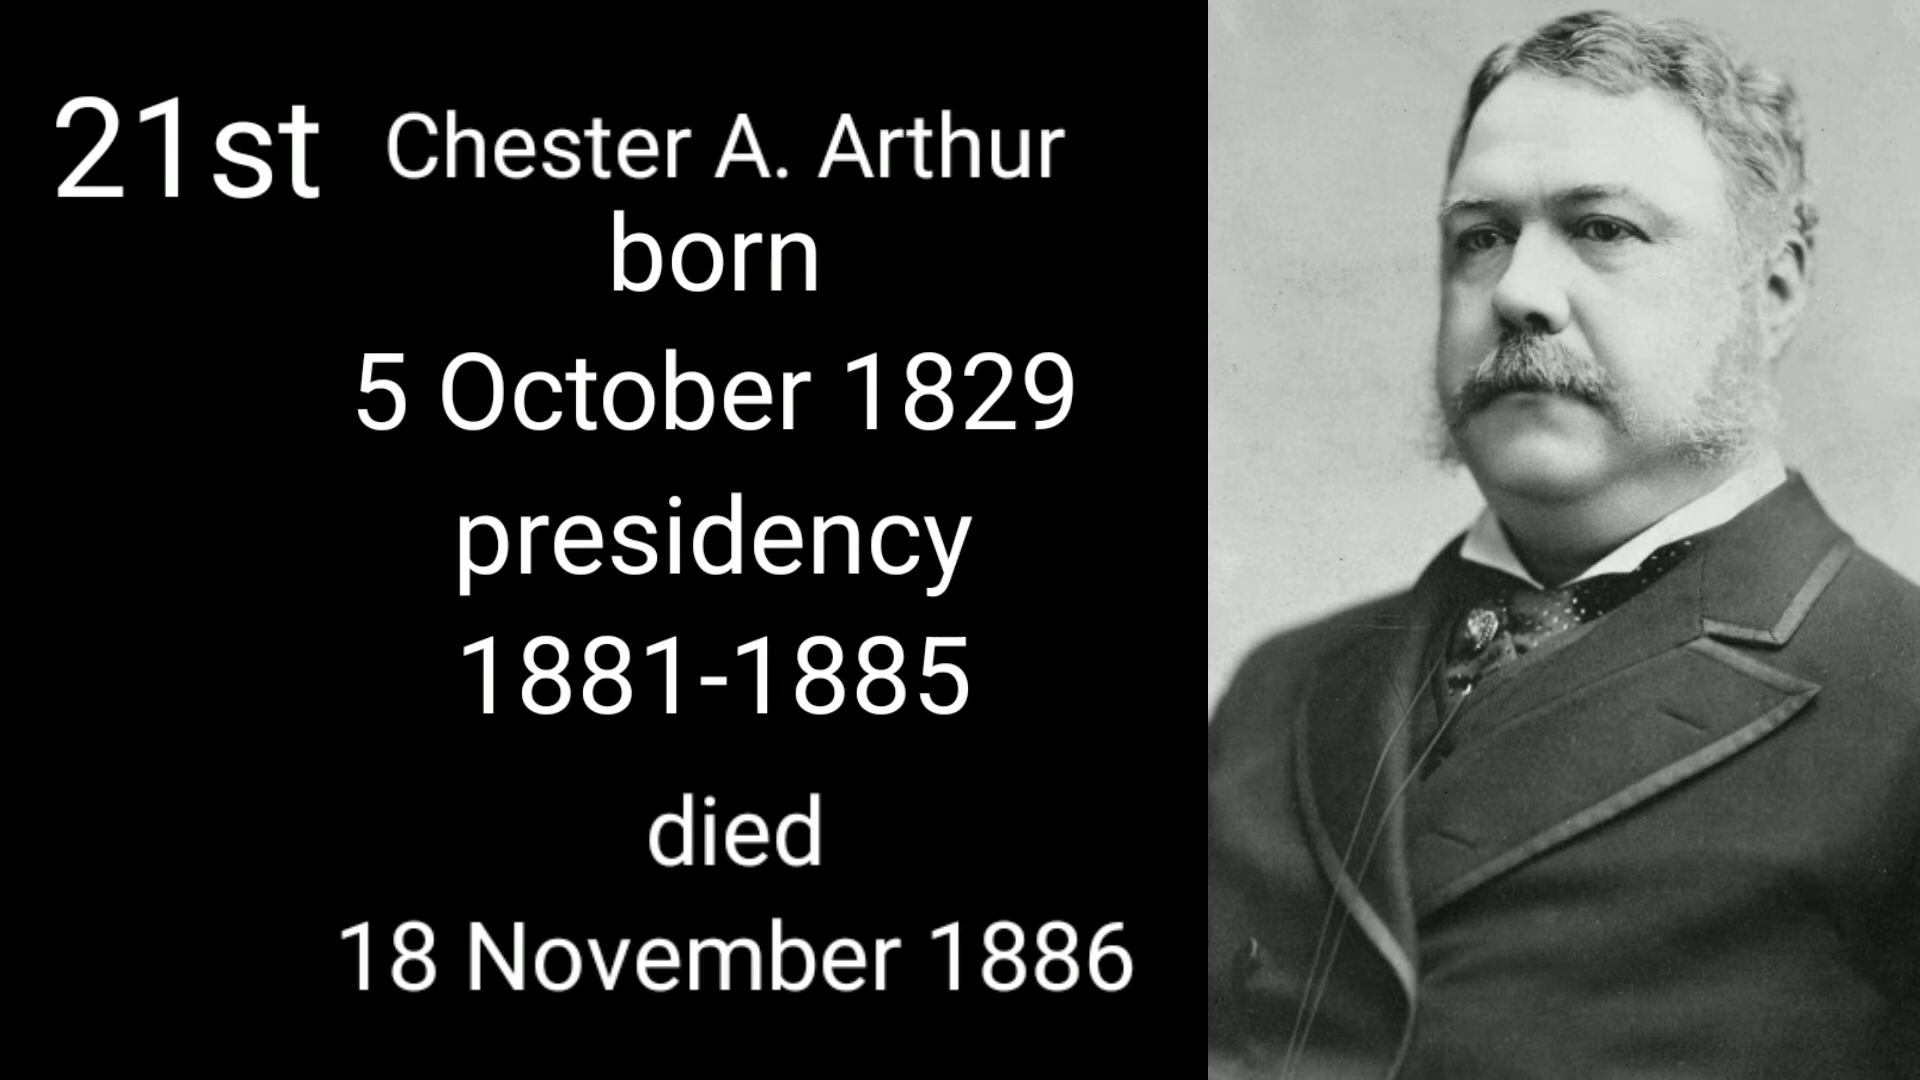 21st Chester A. Arthur
born
5 October 1829
presidency
1881-1885
died
18 November 1886